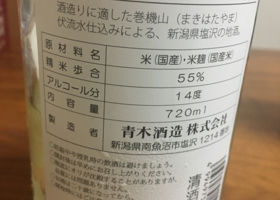 酒造りに適した巻機山（まきはたやま）
伏流水仕込みによる、新潟県塩沢の地酒。
原材料名 米（国産）・米麹（国産米）
精米歩合 55％
アルコール分 14度
内容量 720ml
製造者 青木酒造 株式会社
新潟県南魚沼市塩沢1214番地
清酒